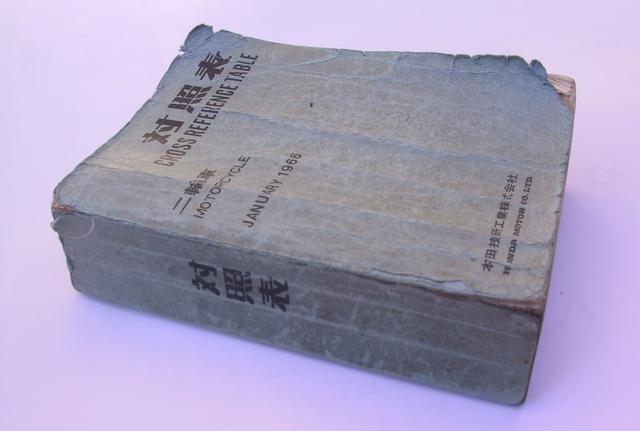 対照表
CROSS REFERENCE TABLE
二輪車
MOTORCYCLE
JANUARY 1968
本田技研工業株式会社
HONDA MOTOR CO., LTD.
対照表